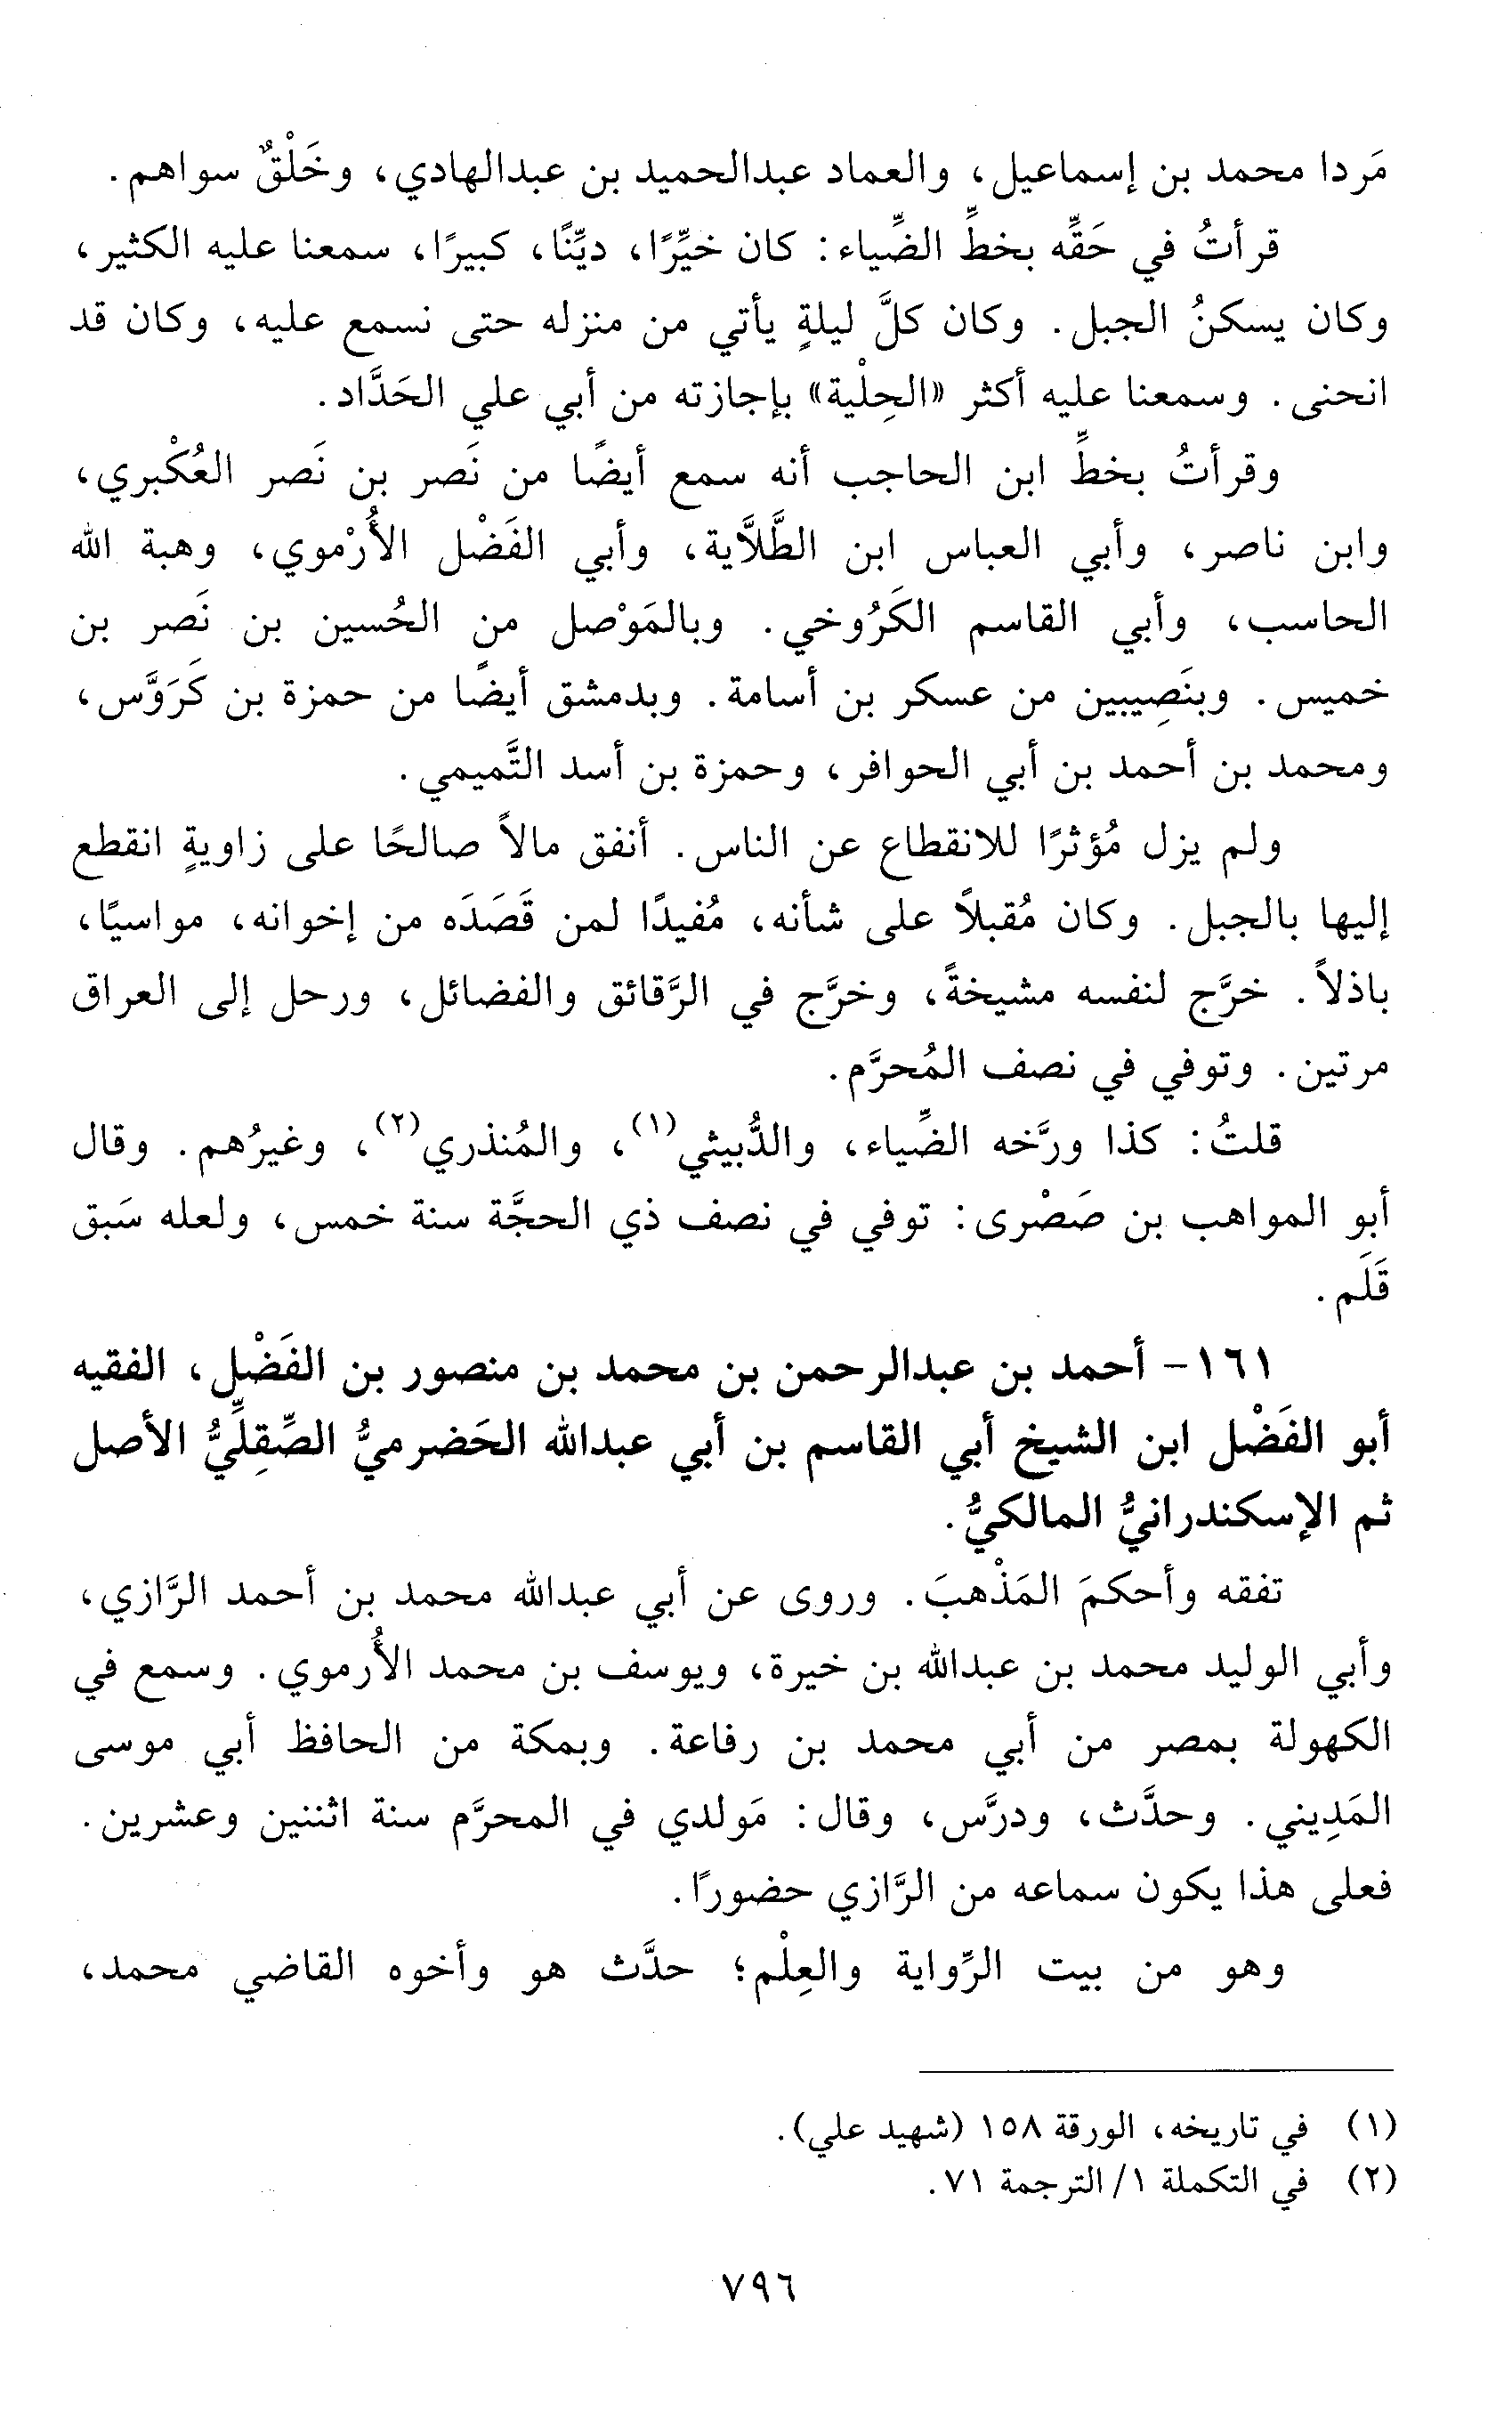 مَردا محمد بن إسماعيل، والعماد عبدالحميد بن عبدالهادي، وخَلْقٌ سواهم.
قرأتُ في حَقِّه بخطِّ الضِّياء: كان خيِّرًا، ديِّنًا، كبيرًا، سمعنا عليه الكثير،
وكان يسكنُ الجبل. وكان كلَّ ليلةٍ يأتي من منزله حتى نسمع عليه، وكان قد
انحنى. وسمعنا عليه أكثر «الحِلْية» بإجازته من أبي علي الحَدَّاد.
وقرأتُ بخطِّ ابن الحاجب أنه سمع أيضًا من نَصر بن نَصر العُكْبري،
وابن ناصر، وأبي العباس ابن الطَّلاَّية، وأبي الفَضْل الأُرْموي، وهبة الله
الحاسب، وأبي القاسم الكَرُوخي. وبالمَوْصل من الحُسين بن نَصر بن
خميس. وبنَصِيبين من عسكر بن أسامة. وبدمشق أيضًا من حمزة بن كَرَوَّس،
ومحمد بن أحمد بن أبي الحوافر، وحمزة بن أسد التَّميمي.
ولم يزل مُؤثرًا للانقطاع عن الناس. أنفق مالاً صالحًا على زاويةٍ انقطع
إليها بالجبل. وكان مُقبلاً على شأنه، مُفيدًا لمن قَصَدَه من إخوانه، مواسيًا،
باذلاً. خرَّج لنفسه مشيخةً، وخرَّج في الرَّقائق والفضائل، ورحل إلى العراق
مرتين. وتوفي في نصف المُحرَّم.
قلتُ: كذا ورَّخه الضِّياء، والدُّبيثي(١)، والمُنذري(٢)، وغيرُهم. وقال
أبو المواهب بن صَصْرى: توفي في نصف ذي الحجَّة سنة خمس، ولعله سَبق
قَلَم.
١٦١- أحمد بن عبدالرحمن بن محمد بن منصور بن الفَضْل، الفقيه
أبو الفَضْل ابن الشيخ أبي القاسم بن أبي عبدالله الحَضرميُّ الصِّقِلِّيُّ الأصل
ثم الإسكندرانيُّ المالكيُّ.
تفقه وأحكمَ المَذْهبَ. وروى عن أبي عبدالله محمد بن أحمد الرَّازي،
وأبي الوليد محمد بن عبدالله بن خيرة، ويوسف بن محمد الأُرموي. وسمع في
الكهولة بمصر من أبي محمد بن رفاعة. وبمكة من الحافظ أبي موسى
المَدِيني. وحدَّث، ودرَّس، وقال: مَولدي في المحرَّم سنة اثنين وعشرين.
فعلى هذا يكون سماعه من الرَّازي حضورًا.
وهو من بيت الرِّواية والعِلْم؛ حدَّث هو وأخوه القاضي محمد،
(١) في تاريخه، الورقة ١٥٨ (شهيد علي).
(٢) في التكملة ١/ الترجمة ٧١.
٧٩٦